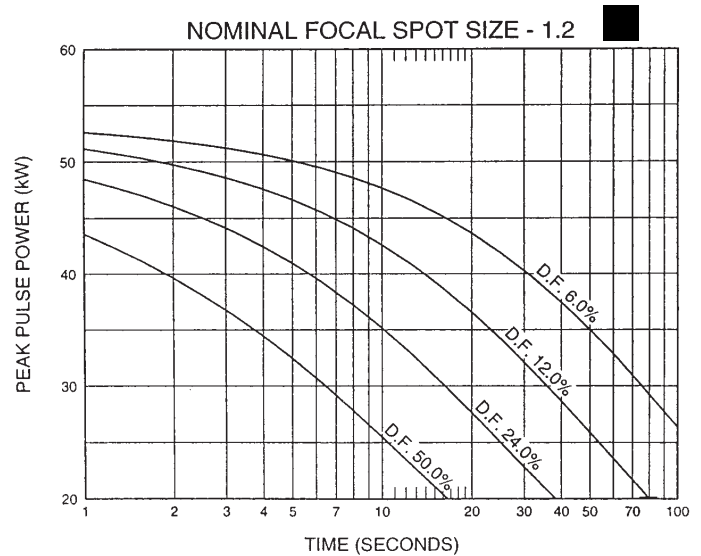 NOMINAL FOCAL SPOT SIZE - 1.2
60
50
40
30
20
PEAK PULSE POWER (kW)
D.F. 6.0%
D.F. 12.0%
D.F. 24.0%
D.F. 50.0%
1 2 3 4 5 7 10 20 30 40 50 70 100
TIME (SECONDS)